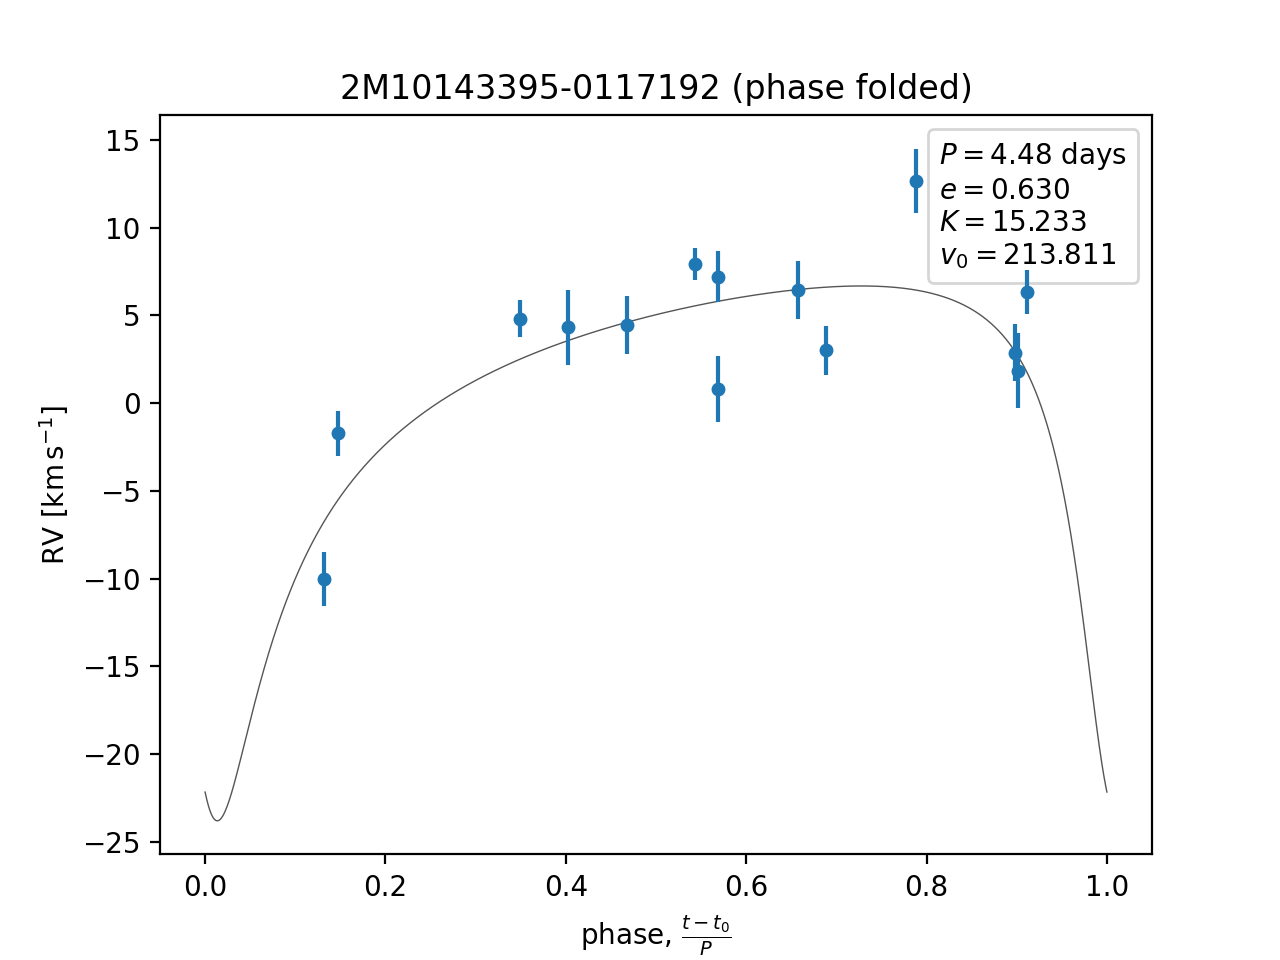 2M10143395-0117192 (phase folded)
15
10
5
0
−5
−10
−15
−20
−25
RV [km s⁻¹]
P = 4.48 days
e = 0.630
K = 15.233
v₀ = 213.811
0.0 0.2 0.4 0.6 0.8 1.0
phase, (t − t₀)/P